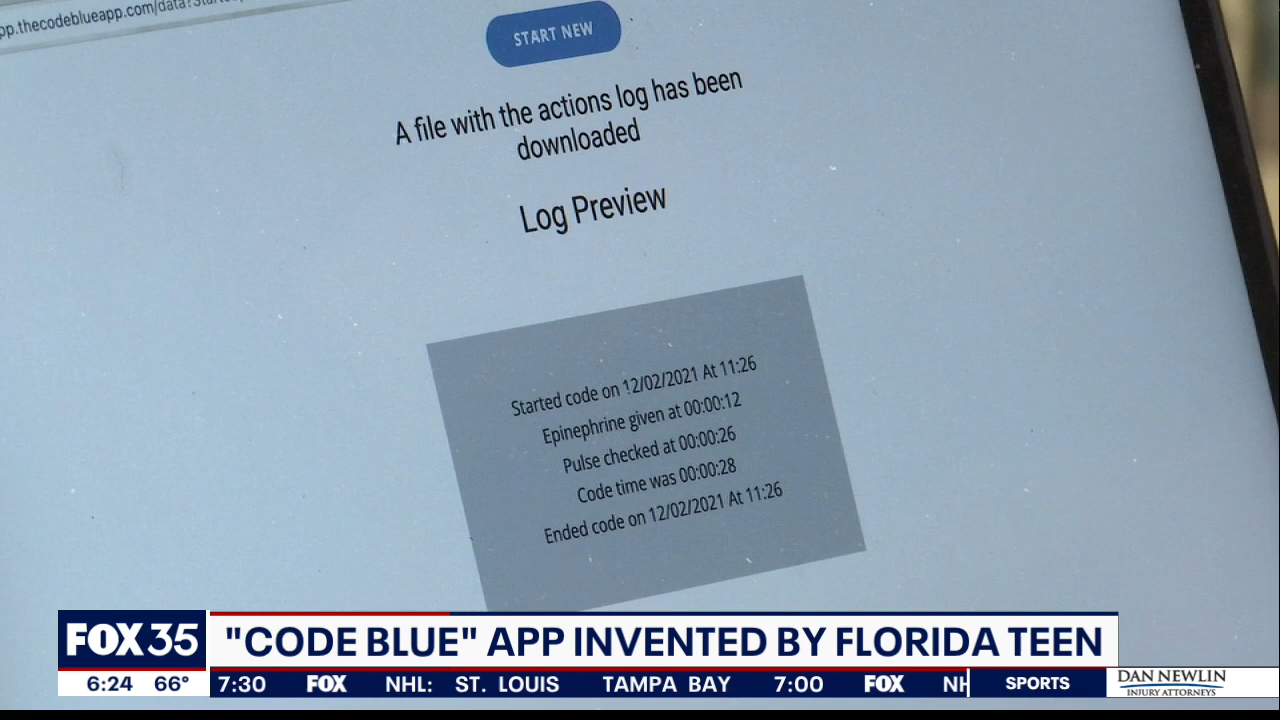 pp.thecodeblueapp.com/data?
START NEW
A file with the actions log has been
downloaded
Log Preview
Started code on 12/02/2021 At 11:26
Epinephrine given at 00:00:12
Pulse checked at 00:00:26
Code time was 00:00:28
Ended code on 12/02/2021 At 11:26
FOX 35
"CODE BLUE" APP INVENTED BY FLORIDA TEEN
6:24 66° 7:30 FOX NHL: ST. LOUIS TAMPA BAY 7:00 FOX NH SPORTS
DAN NEWLIN
INJURY ATTORNEYS